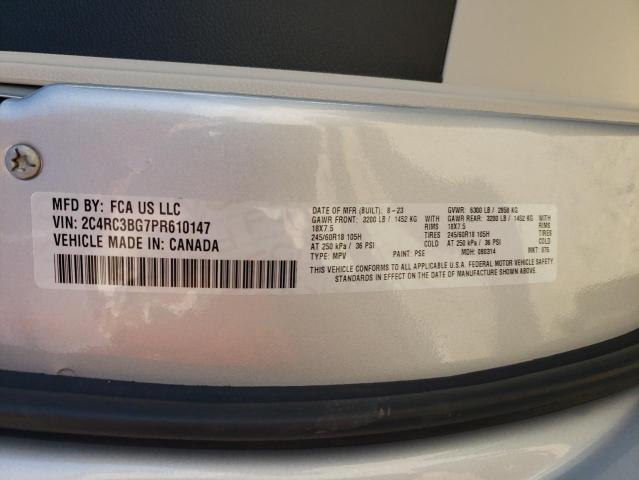 MFD BY: FCA US LLC
VIN: 2C4RC3BG7PR610147
VEHICLE MADE IN: CANADA
DATE OF MFR (BUILT): 8-23 GVWR: 6300 LB / 2858 KG
GAWR FRONT: 3200 LB / 1452 KG GAWR REAR: 3200 LB / 1452 KG
18X7.5 RIMS 18X7.5 RIMS
245/60R18 105H TIRES 245/60R18 105H TIRES
AT 250 kPa / 36 PSI COLD AT 250 kPa / 36 PSI COLD
TYPE: MPV PAINT: PSE MDH: 080314 MKT: 876
THIS VEHICLE CONFORMS TO ALL APPLICABLE U.S.A. FEDERAL MOTOR VEHICLE SAFETY
STANDARDS IN EFFECT ON THE DATE OF MANUFACTURE SHOWN ABOVE.